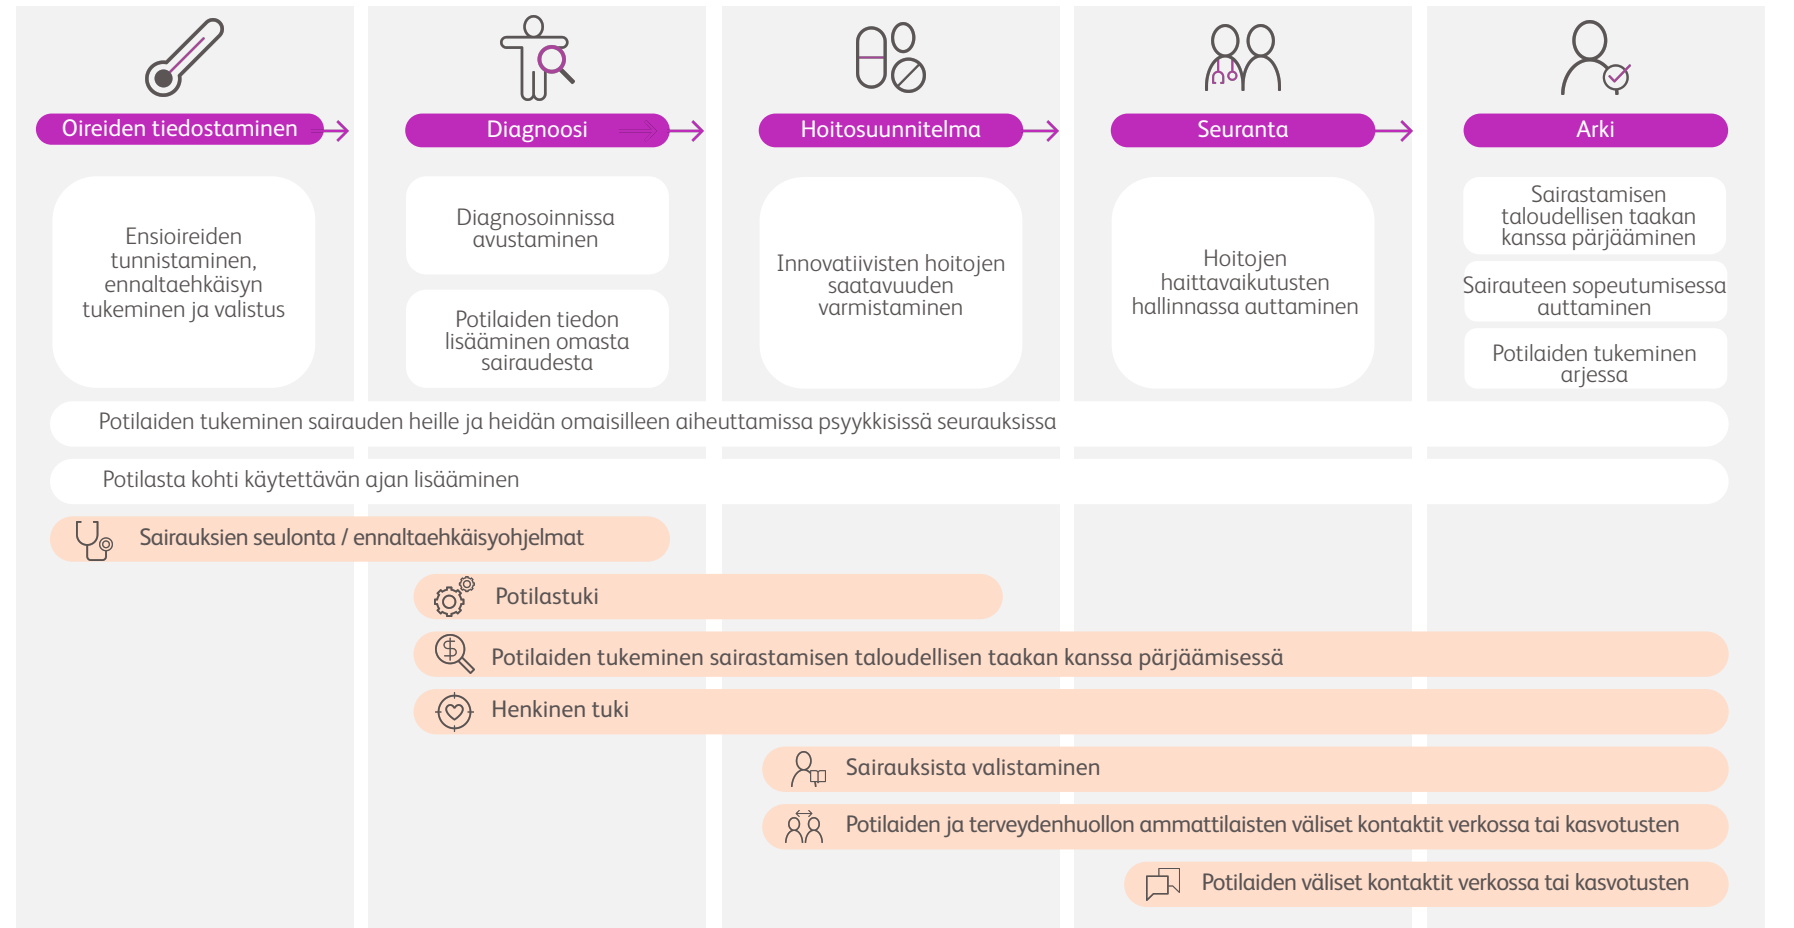 Oireiden tiedostaminen
Diagnoosi
Hoitosuunnitelma
Seuranta
Arki
Ensioireiden
tunnistaminen,
ennaltaehkäisyn
tukeminen ja valistus
Diagnosoinnissa
avustaminen
Potilaiden tiedon
lisääminen omasta
sairaudesta
Innovatiivisten hoitojen
saatavuuden
varmistaminen
Hoitojen
haittavaikutusten
hallinnassa auttaminen
Sairastamisen
taloudellisen taakan
kanssa pärjääminen
Sairauteen sopeutumisessa
auttaminen
Potilaiden tukeminen
arjessa
Potilaiden tukeminen sairauden heille ja heidän omaisilleen aiheuttamissa psyykkisissä seurauksissa
Potilasta kohti käytettävän ajan lisääminen
Sairauksien seulonta / ennaltaehkäisyohjelmat
Potilastuki
Potilaiden tukeminen sairastamisen taloudellisen taakan kanssa pärjäämisessä
Henkinen tuki
Sairauksista valistaminen
Potilaiden ja terveydenhuollon ammattilaisten väliset kontaktit verkossa tai kasvotusten
Potilaiden väliset kontaktit verkossa tai kasvotusten